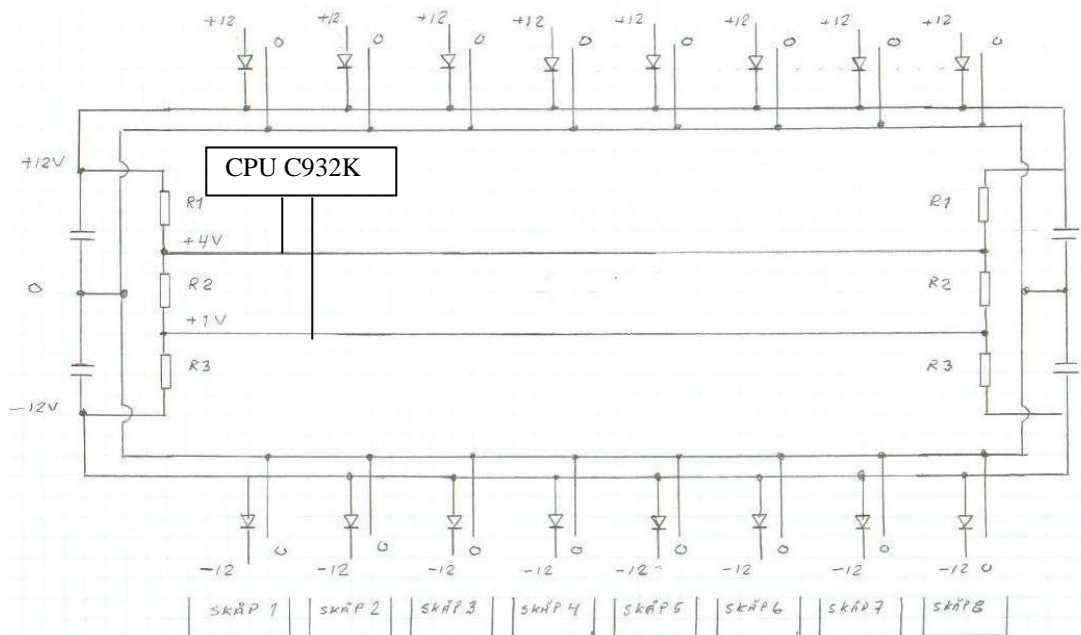 +12 +12 +12 +12 +12 +12 +12 +12
0 0 0 0 0 0 0 0
+12V
CPU C932K
R1 R1
+4V
0 R2 R2
+1V
R3 R3
-12V
0 0 0 0 0 0 0
-12 -12 -12 -12 -12 -12 -12 -12 0
SKÅP 1 SKÅP 2 SKÅP 3 SKÅP 4 SKÅP 5 SKÅP 6 SKÅP 7 SKÅP 8